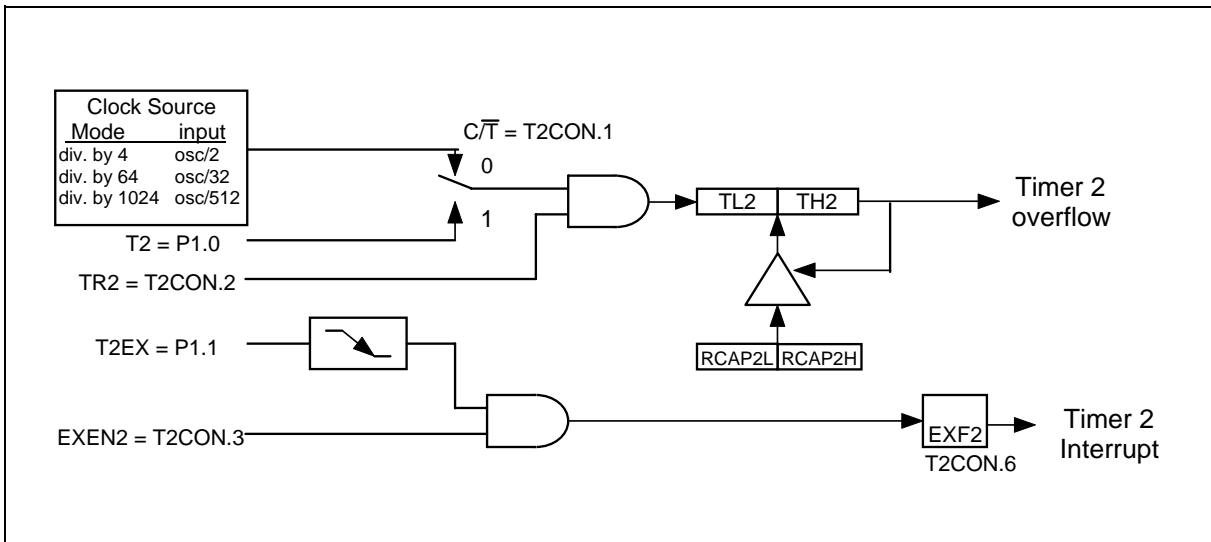 Clock Source
Mode input
div. by 4 osc/2
div. by 64 osc/32
div. by 1024 osc/512
C/T̅ = T2CON.1
0
1
T2 = P1.0
TR2 = T2CON.2
TL2 TH2
Timer 2
overflow
RCAP2L RCAP2H
T2EX = P1.1
EXEN2 = T2CON.3
EXF2
T2CON.6
Timer 2
Interrupt